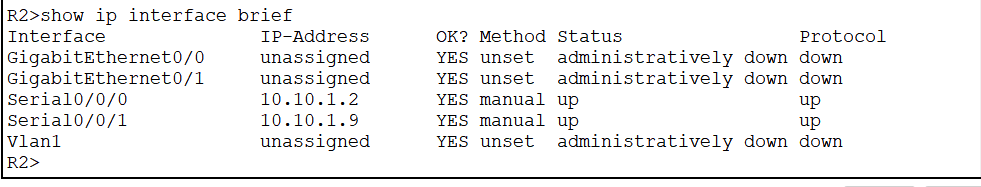 R2>show ip interface brief
Interface IP-Address OK? Method Status Protocol
GigabitEthernet0/0 unassigned YES unset administratively down down
GigabitEthernet0/1 unassigned YES unset administratively down down
Serial0/0/0 10.10.1.2 YES manual up up
Serial0/0/1 10.10.1.9 YES manual up up
Vlan1 unassigned YES unset administratively down down
R2>